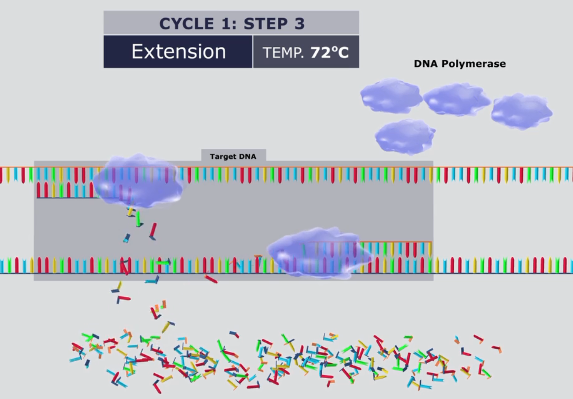 CYCLE 1: STEP 3
Extension
TEMP. 72°C
DNA Polymerase
Target DNA